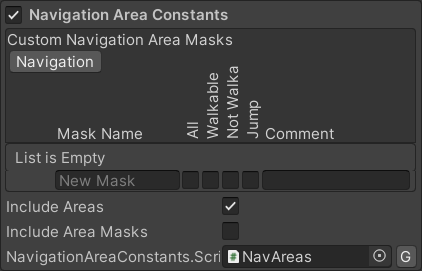 Navigation Area Constants
Custom Navigation Area Masks
Navigation
Mask Name All Walkable Not Walka Jump Comment
List is Empty
New Mask
Include Areas
Include Area Masks
NavigationAreaConstants.Scri # NavAreas G